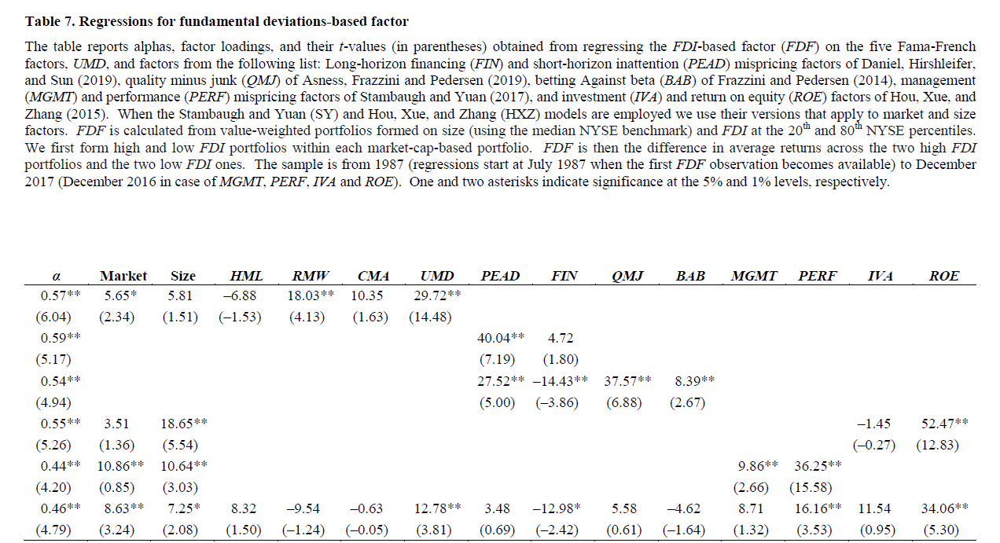 Table 7. Regressions for fundamental deviations-based factor
The table reports alphas, factor loadings, and their t-values (in parentheses) obtained from regressing the FDI-based factor (FDF) on the five Fama-French
factors, UMD, and factors from the following list: Long-horizon financing (FIN) and short-horizon inattention (PEAD) mispricing factors of Daniel, Hirshleifer,
and Sun (2019), quality minus junk (QMJ) of Asness, Frazzini and Pedersen (2019), betting Against beta (BAB) of Frazzini and Pedersen (2014), management
(MGMT) and performance (PERF) mispricing factors of Stambaugh and Yuan (2017), and investment (IVA) and return on equity (ROE) factors of Hou, Xue, and
Zhang (2015). When the Stambaugh and Yuan (SY) and Hou, Xue, and Zhang (HXZ) models are employed we use their versions that apply to market and size
factors. FDF is calculated from value-weighted portfolios formed on size (using the median NYSE benchmark) and FDI at the 20th and 80th NYSE percentiles.
We first form high and low FDI portfolios within each market-cap-based portfolio. FDF is then the difference in average returns across the two high FDI
portfolios and the two low FDI ones. The sample is from 1987 (regressions start at July 1987 when the first FDF observation becomes available) to December
2017 (December 2016 in case of MGMT, PERF, IVA and ROE). One and two asterisks indicate significance at the 5% and 1% levels, respectively.
α Market Size HML RMW CMA UMD PEAD FIN QMJ BAB MGMT PERF IVA ROE
0.57** 5.65* 5.81 −6.88 18.03** 10.35 29.72**
(6.04) (2.34) (1.51) (−1.53) (4.13) (1.63) (14.48)
0.59** 40.04** 4.72
(5.17) (7.19) (1.80)
0.54** 27.52** −14.43** 37.57** 8.39**
(4.94) (5.00) (−3.86) (6.88) (2.67)
0.55** 3.51 18.65** −1.45 52.47**
(5.26) (1.36) (5.54) (−0.27) (12.83)
0.44** 10.86** 10.64** 9.86** 36.25**
(4.20) (0.85) (3.03) (2.66) (15.58)
0.46** 8.63** 7.25* 8.32 −9.54 −0.63 12.78** 3.48 −12.98* 5.58 −4.62 8.71 16.16** 11.54 34.06**
(4.79) (3.24) (2.08) (1.50) (−1.24) (−0.05) (3.81) (0.69) (−2.42) (0.61) (−1.64) (1.32) (3.53) (0.95) (5.30)